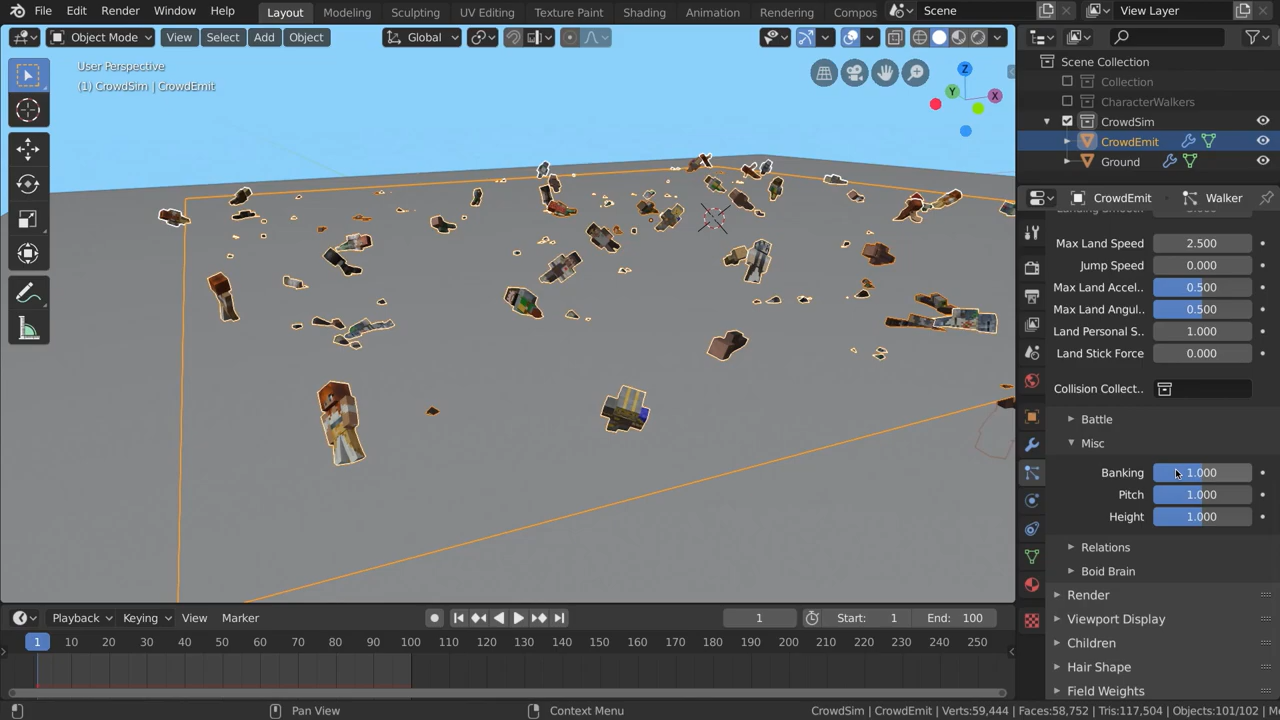 File Edit Render Window Help Layout Modeling Sculpting UV Editing Texture Paint Shading Animation Rendering Compos Scene View Layer
Object Mode View Select Add Object Global
User Perspective
(1) CrowdSim | CrowdEmit
Z
Y
X
Scene Collection
Collection
CharacterWalkers
CrowdSim
CrowdEmit
Ground
CrowdEmit Walker
Max Land Speed 2.500
Jump Speed 0.000
Max Land Accel.. 0.500
Max Land Angul.. 0.500
Land Personal S.. 1.000
Land Stick Force 0.000
Collision Collect..
Battle
Misc
Banking 1.000
Pitch 1.000
Height 1.000
Relations
Boid Brain
Render
Viewport Display
Children
Hair Shape
Field Weights
Playback Keying View Marker 1 Start: 1 End: 100
1 10 20 30 40 50 60 70 80 90 100 110 120 130 140 150 160 170 180 190 200 210 220 230 240 250
Pan View Context Menu CrowdSim | CrowdEmit | Verts:59,444 | Faces:58,752 | Tris:117,504 | Objects:101/102 | M